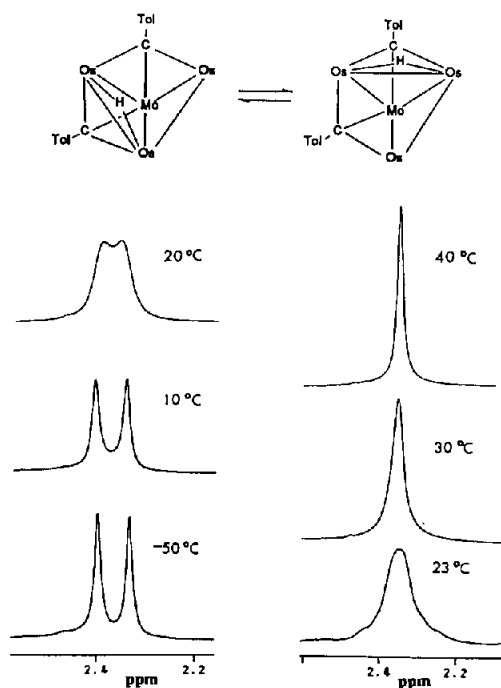 Tol
C
Os Os
H Mo
C
Tol
Os
Tol
C
H
Os Os
Mo
C
Tol
Os
20 °C
10 °C
-50 °C
2.4 2.2
ppm
40 °C
30 °C
23 °C
2.4 2.2
ppm